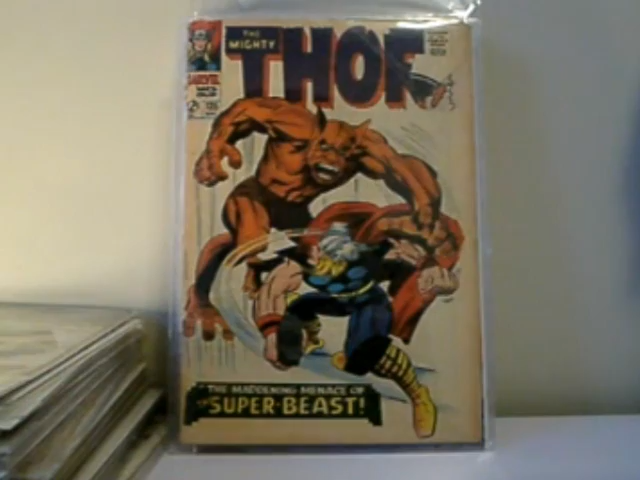 THE
MIGHTY
THOR
MARVEL
THE MADDENING MENACE OF
THE SUPER-BEAST!